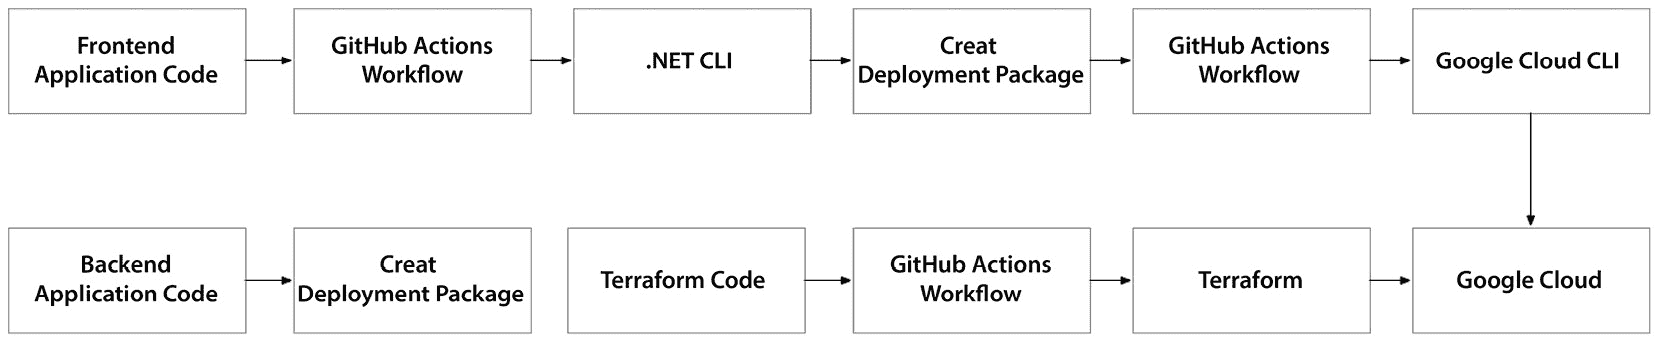 Frontend
Application Code
GitHub Actions
Workflow
.NET CLI
Creat
Deployment Package
GitHub Actions
Workflow
Google Cloud CLI
Backend
Application Code
Creat
Deployment Package
Terraform Code
GitHub Actions
Workflow
Terraform
Google Cloud